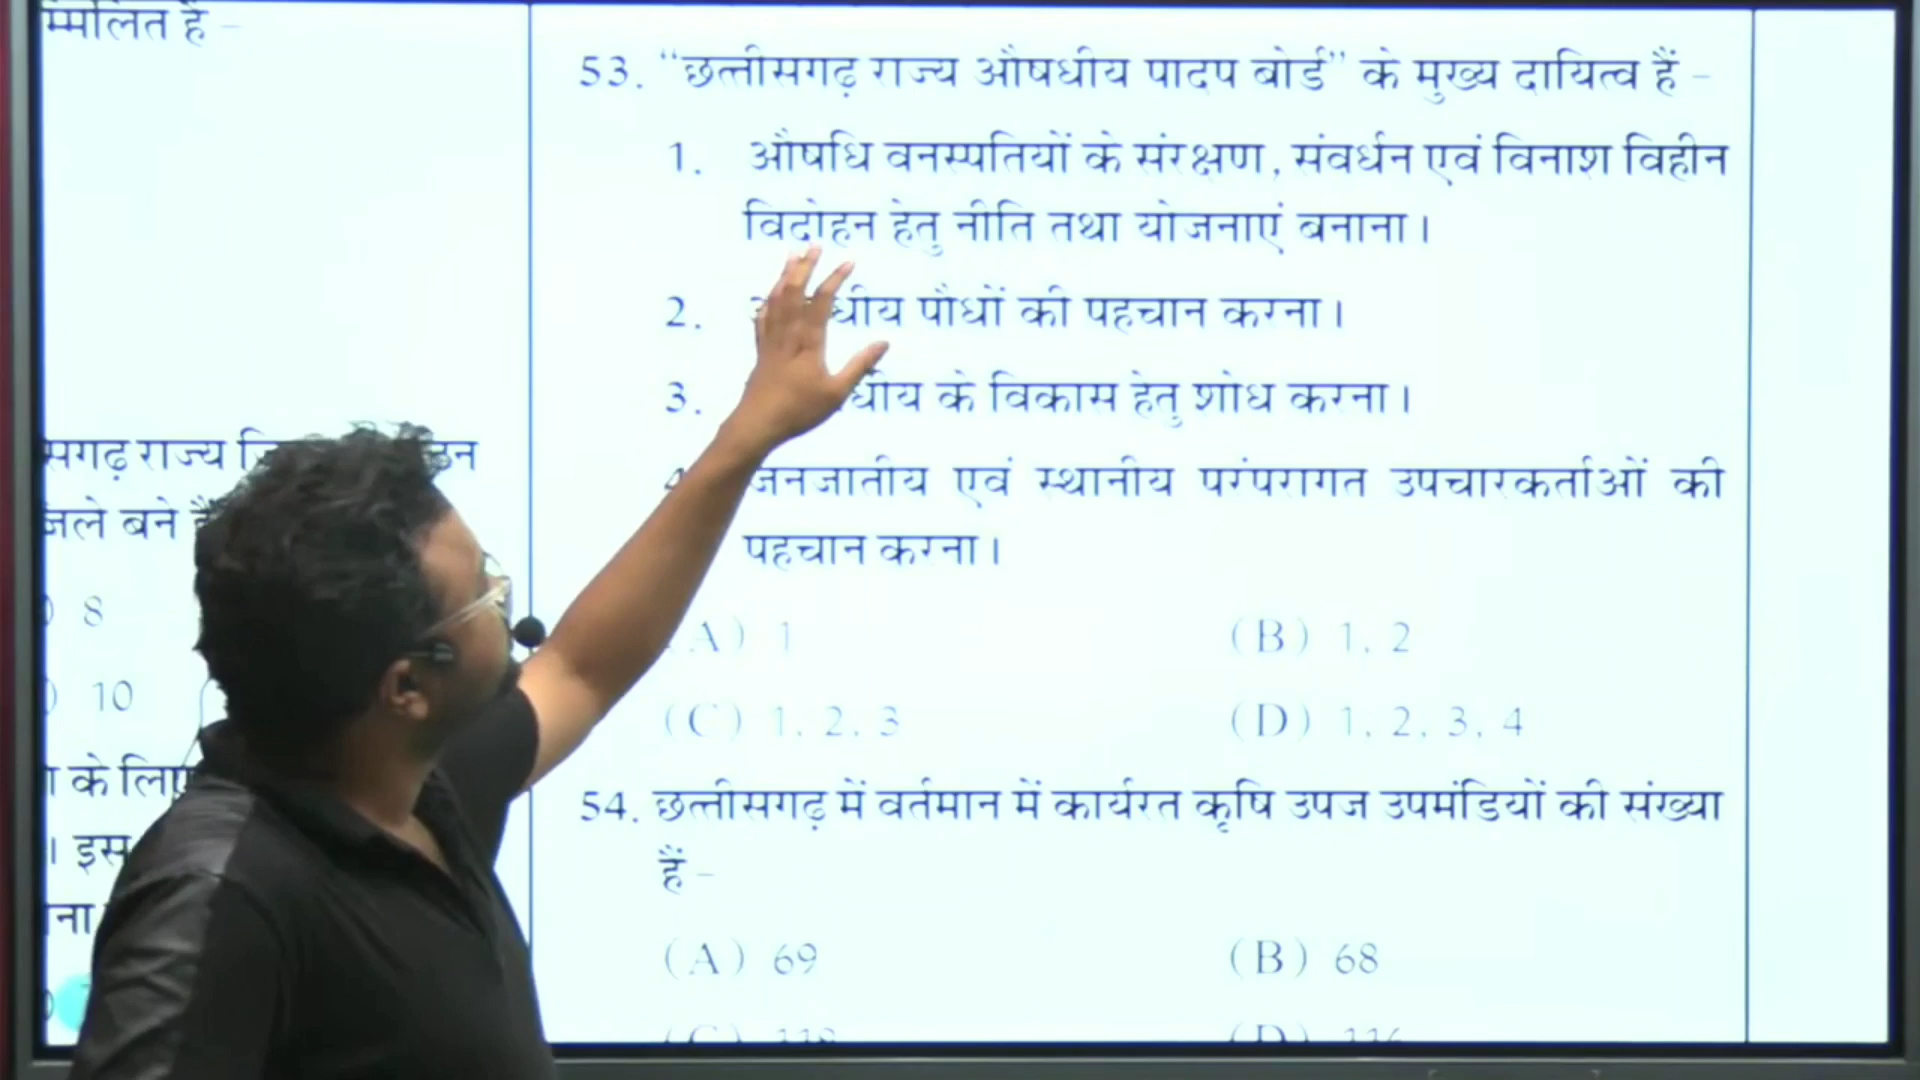 म्मिलित हैं –
सगढ़ राज्य
जले बने
8
10
के लिए
। इस
ना
53. “छत्तीसगढ़ राज्य औषधीय पादप बोर्ड” के मुख्य दायित्व हैं –
1. औषधि वनस्पतियों के संरक्षण, संवर्धन एवं विनाश विहीन
विदोहन हेतु नीति तथा योजनाएं बनाना।
2. धीय पौधों की पहचान करना।
3. के विकास हेतु शोध करना।
जनजातीय एवं स्थानीय परंपरागत उपचारकर्ताओं की
पहचान करना।
A) 1 (B) 1, 2
(C) 1, 2, 3 (D) 1, 2, 3, 4
54. छत्तीसगढ़ में वर्तमान में कार्यरत कृषि उपज उपमंडियों की संख्या
हैं –
(A) 69 (B) 68